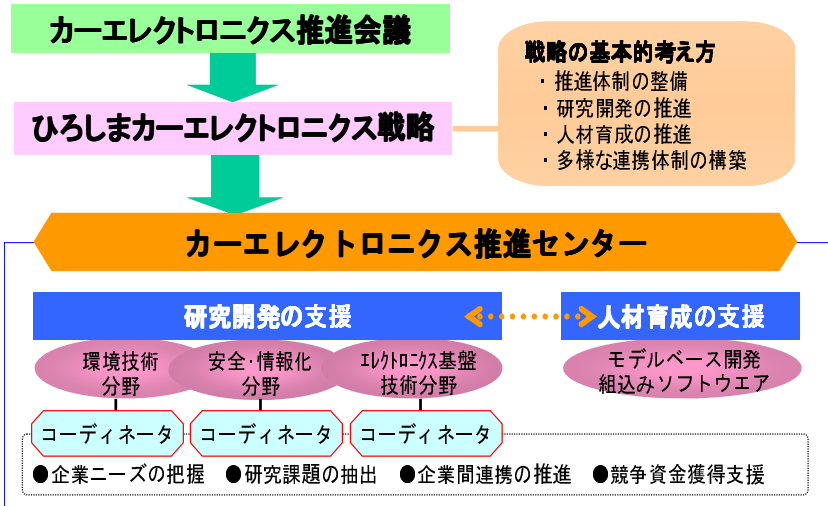 カーエレクトロニクス推進会議
戦略の基本的考え方
・推進体制の整備
・研究開発の推進
・人材育成の推進
・多様な連携体制の構築
ひろしまカーエレクトロニクス戦略
カーエレクトロニクス推進センター
研究開発の支援
人材育成の支援
環境技術
分野
安全・情報化
分野
ｴﾚｸﾄﾛﾆｸｽ基盤
技術分野
モデルベース開発
組込みソフトウエア
コーディネータ
コーディネータ
コーディネータ
●企業ニーズの把握 ●研究課題の抽出 ●企業間連携の推進 ●競争資金獲得支援